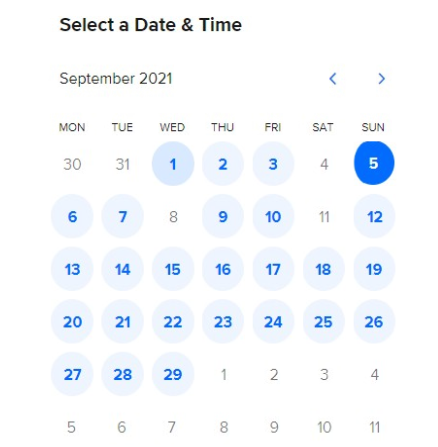 Select a Date & Time
September 2021
MON TUE WED THU FRI SAT SUN
30 31 1 2 3 4 5
6 7 8 9 10 11 12
13 14 15 16 17 18 19
20 21 22 23 24 25 26
27 28 29 1 2 3 4
5 6 7 8 9 10 11